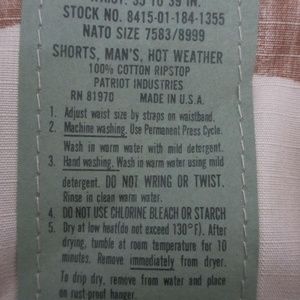 WAIST: 35 TO 39 IN.
STOCK NO. 8415-01-184-1355
NATO SIZE 7583/8999
SHORTS, MAN'S, HOT WEATHER
100% COTTON RIPSTOP
PATRIOT INDUSTRIES
RN 81970 MADE IN U.S.A.
1. Adjust waist size by straps on waistband.
2. Machine washing. Use Permanent Press Cycle.
Wash in warm water with mild detergent.
3. Hand washing. Wash in warm water using mild
detergent. DO NOT WRING OR TWIST.
Rinse in clean warm water.
4. DO NOT USE CHLORINE BLEACH OR STARCH
5. Dry at low heat(do not exceed 130°F). After
drying, tumble at room temperature for 10
minutes. Remove immediately from dryer.
To drip dry, remove from water and place
on rust-proof hanger.